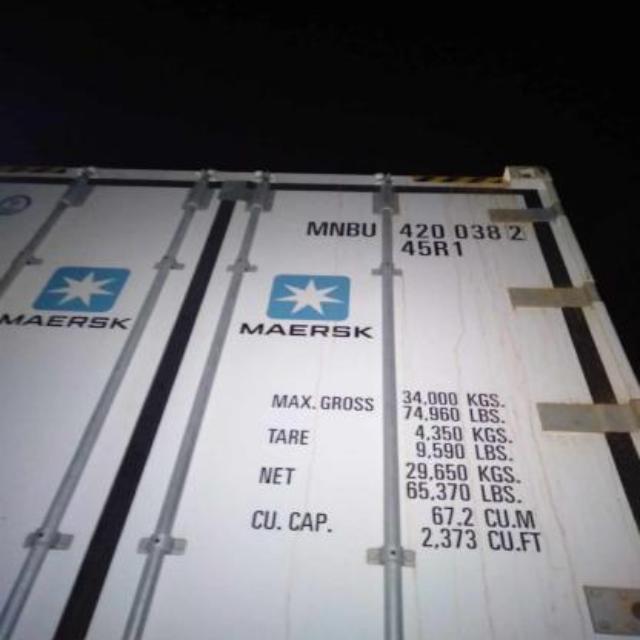 MNBU 420 038 2
45R1
MAERSK
MAERSK
MAX. GROSS 34,000 KGS.
74,960 LBS.
TARE 4,350 KGS.
9,590 LBS.
NET 29,650 KGS.
65,370 LBS.
CU. CAP. 67.2 CU.M
2,373 CU.FT